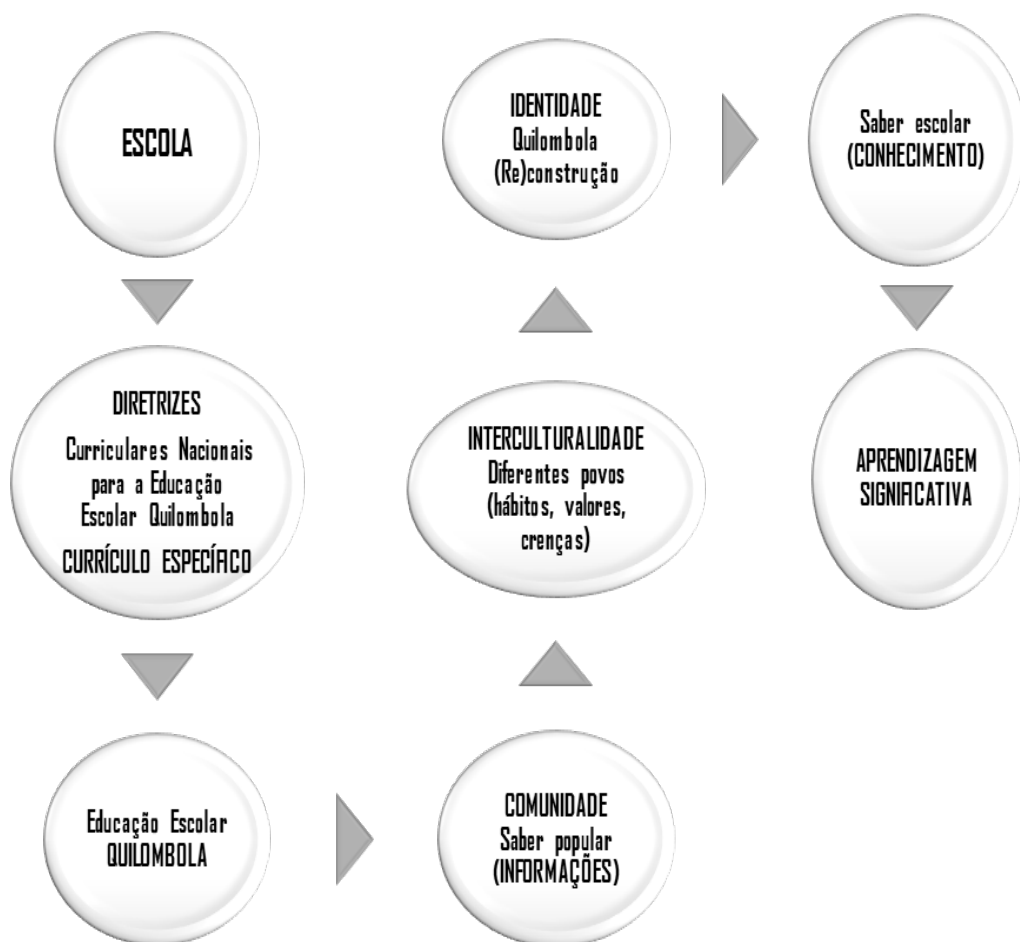 ESCOLA
DIRETRIZES
Curriculares Nacionais
para a Educação
Escolar Quilombola
CURRÍCULO ESPECÍFICO
Educação Escolar
QUILOMBOLA
COMUNIDADE
Saber popular
(INFORMAÇÕES)
INTERCULTURALIDADE
Diferentes povos
(hábitos, valores,
crenças)
IDENTIDADE
Quilombola
(Re)construção
Saber escolar
(CONHECIMENTO)
APRENDIZAGEM
SIGNIFICATIVA